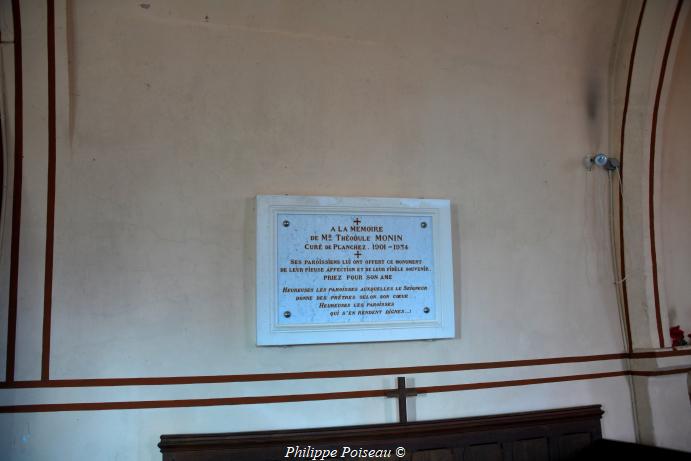 A LA MÉMOIRE
DE Mr THÉODULE MONIN
CURÉ DE PLANCHEZ. 1901-1934
SES PAROISSIENS LUI ONT OFFERT CE MONUMENT
DE LEUR PIEUSE AFFECTION ET DE LEUR FIDÈLE SOUVENIR.
PRIEZ POUR SON AME
HEUREUSES LES PAROISSES AUXQUELLES LE SEIGNEUR
DONNE DES PRÊTRES SELON SON CŒUR
HEUREUSES LES PAROISSES
QUI S'EN RENDENT DIGNES...!
Philippe Poiseau ©